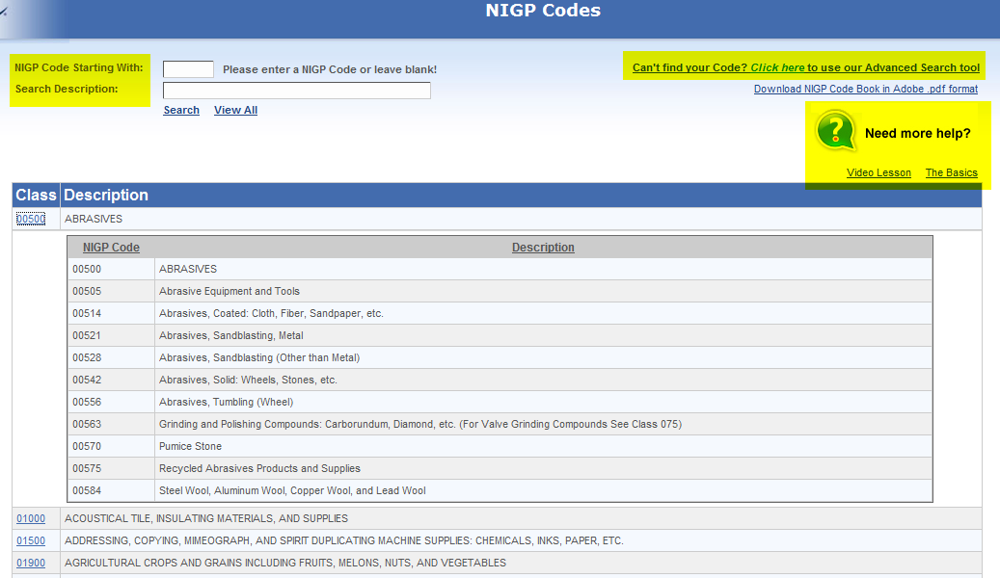 NIGP Codes
NIGP Code Starting With: Please enter a NIGP Code or leave blank!
Search Description:
Search View All
Can't find your Code? Click here to use our Advanced Search tool
Download NIGP Code Book in Adobe .pdf format
Need more help?
Video Lesson The Basics
Class Description
00500 ABRASIVES
NIGP Code Description
00500 ABRASIVES
00505 Abrasive Equipment and Tools
00514 Abrasives, Coated: Cloth, Fiber, Sandpaper, etc.
00521 Abrasives, Sandblasting, Metal
00528 Abrasives, Sandblasting (Other than Metal)
00542 Abrasives, Solid: Wheels, Stones, etc.
00556 Abrasives, Tumbling (Wheel)
00563 Grinding and Polishing Compounds: Carborundum, Diamond, etc. (For Valve Grinding Compounds See Class 075)
00570 Pumice Stone
00575 Recycled Abrasives Products and Supplies
00584 Steel Wool, Aluminum Wool, Copper Wool, and Lead Wool
01000 ACOUSTICAL TILE, INSULATING MATERIALS, AND SUPPLIES
01500 ADDRESSING, COPYING, MIMEOGRAPH, AND SPIRIT DUPLICATING MACHINE SUPPLIES: CHEMICALS, INKS, PAPER, ETC.
01900 AGRICULTURAL CROPS AND GRAINS INCLUDING FRUITS, MELONS, NUTS, AND VEGETABLES